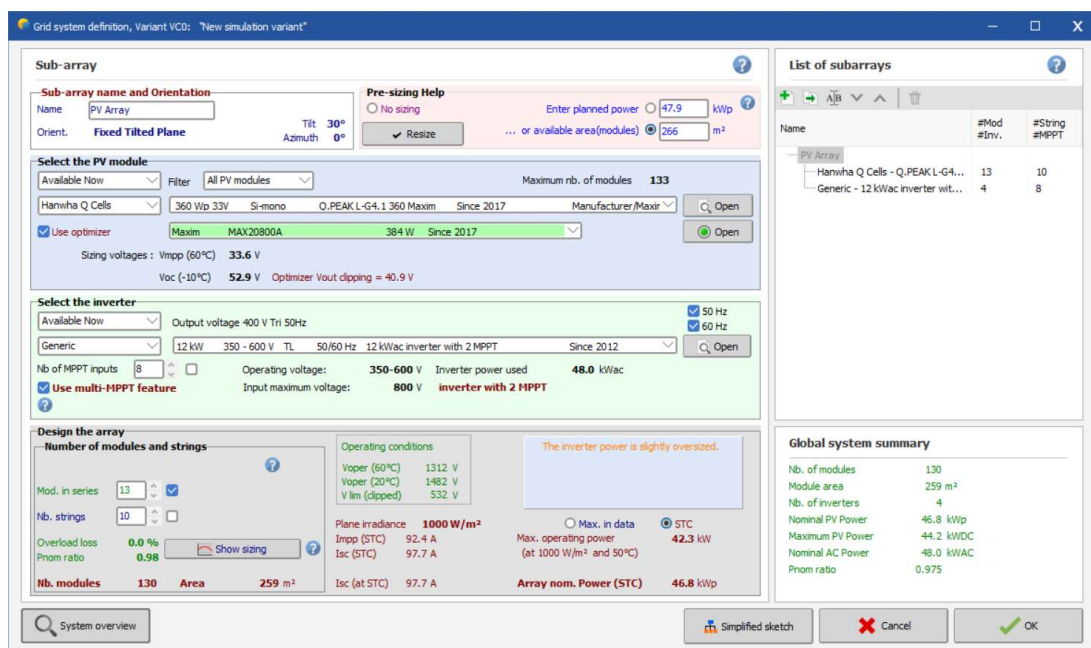 Grid system definition, Variant VC0: "New simulation variant"
Sub-array
Sub-array name and Orientation
Name PV Array
Orient. Fixed Tilted Plane
Tilt 30°
Azimuth 0°
Pre-sizing Help
No sizing
Enter planned power 47.9 kWp
Resize
... or available area(modules) 266 m²
Select the PV module
Available Now Filter All PV modules Maximum nb. of modules 133
Hanwha Q Cells 360 Wp 33V Si-mono Q.PEAK L-G4.1 360 Maxim Since 2017 Manufacturer/Maxir Open
Use optimizer Maxim MAX20800A 384 W Since 2017 Open
Sizing voltages : Vmpp (60°C) 33.6 V
Voc (-10°C) 52.9 V Optimizer Vout clipping = 40.9 V
Select the inverter
Available Now Output voltage 400 V Tri 50Hz
50 Hz
60 Hz
Generic 12 kW 350 - 600 V TL 50/60 Hz 12 kWac inverter with 2 MPPT Since 2012 Open
Nb of MPPT inputs 8 Operating voltage: 350-600 V Inverter power used 48.0 kWac
Use multi-MPPT feature Input maximum voltage: 800 V inverter with 2 MPPT
Design the array
Number of modules and strings
Mod. in series 13
Nb. strings 10
Overload loss 0.0 %
Pnom ratio 0.98
Show sizing
Nb. modules 130 Area 259 m²
Operating conditions
Voper (60°C) 1312 V
Voper (20°C) 1482 V
V lim (clipped) 532 V
The inverter power is slightly oversized.
Plane irradiance 1000 W/m²
Max. in data STC
Impp (STC) 92.4 A Max. operating power 42.3 kW
Isc (STC) 97.7 A (at 1000 W/m² and 50°C)
Isc (at STC) 97.7 A Array nom. Power (STC) 46.8 kWp
List of subarrays
Name
#Mod
#Inv.
#String
#MPPT
PV Array
Hanwha Q Cells - Q.PEAK L-G4... 13 10
Generic - 12 kWac inverter wit... 4 8
Global system summary
Nb. of modules 130
Module area 259 m²
Nb. of inverters 4
Nominal PV Power 46.8 kWp
Maximum PV Power 44.2 kWDC
Nominal AC Power 48.0 kWAC
Pnom ratio 0.975
System overview
Simplified sketch
Cancel
OK